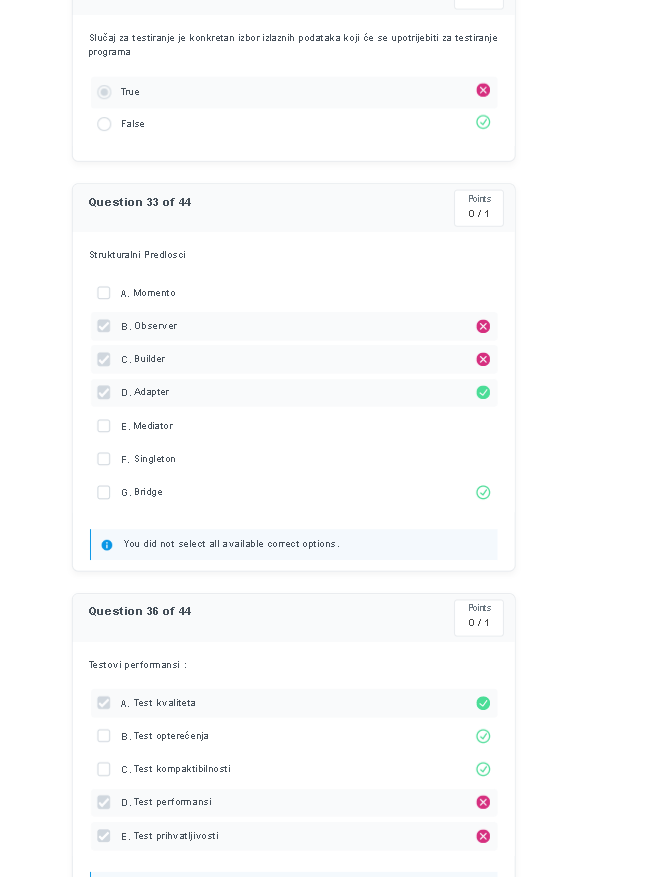 Slučaj za testiranje je konkretan izbor izlaznih podataka koji će se upotrijebiti za testiranje
programa
True
False
Question 33 of 44
Points
0 / 1
Strukturalni Predlosci
A. Momento
B. Observer
C. Builder
D. Adapter
E. Mediator
F. Singleton
G. Bridge
You did not select all available correct options.
Question 36 of 44
Points
0 / 1
Testovi performansi :
A. Test kvaliteta
B. Test opterećenja
C. Test kompaktibilnosti
D. Test performansi
E. Test prihvatljivosti